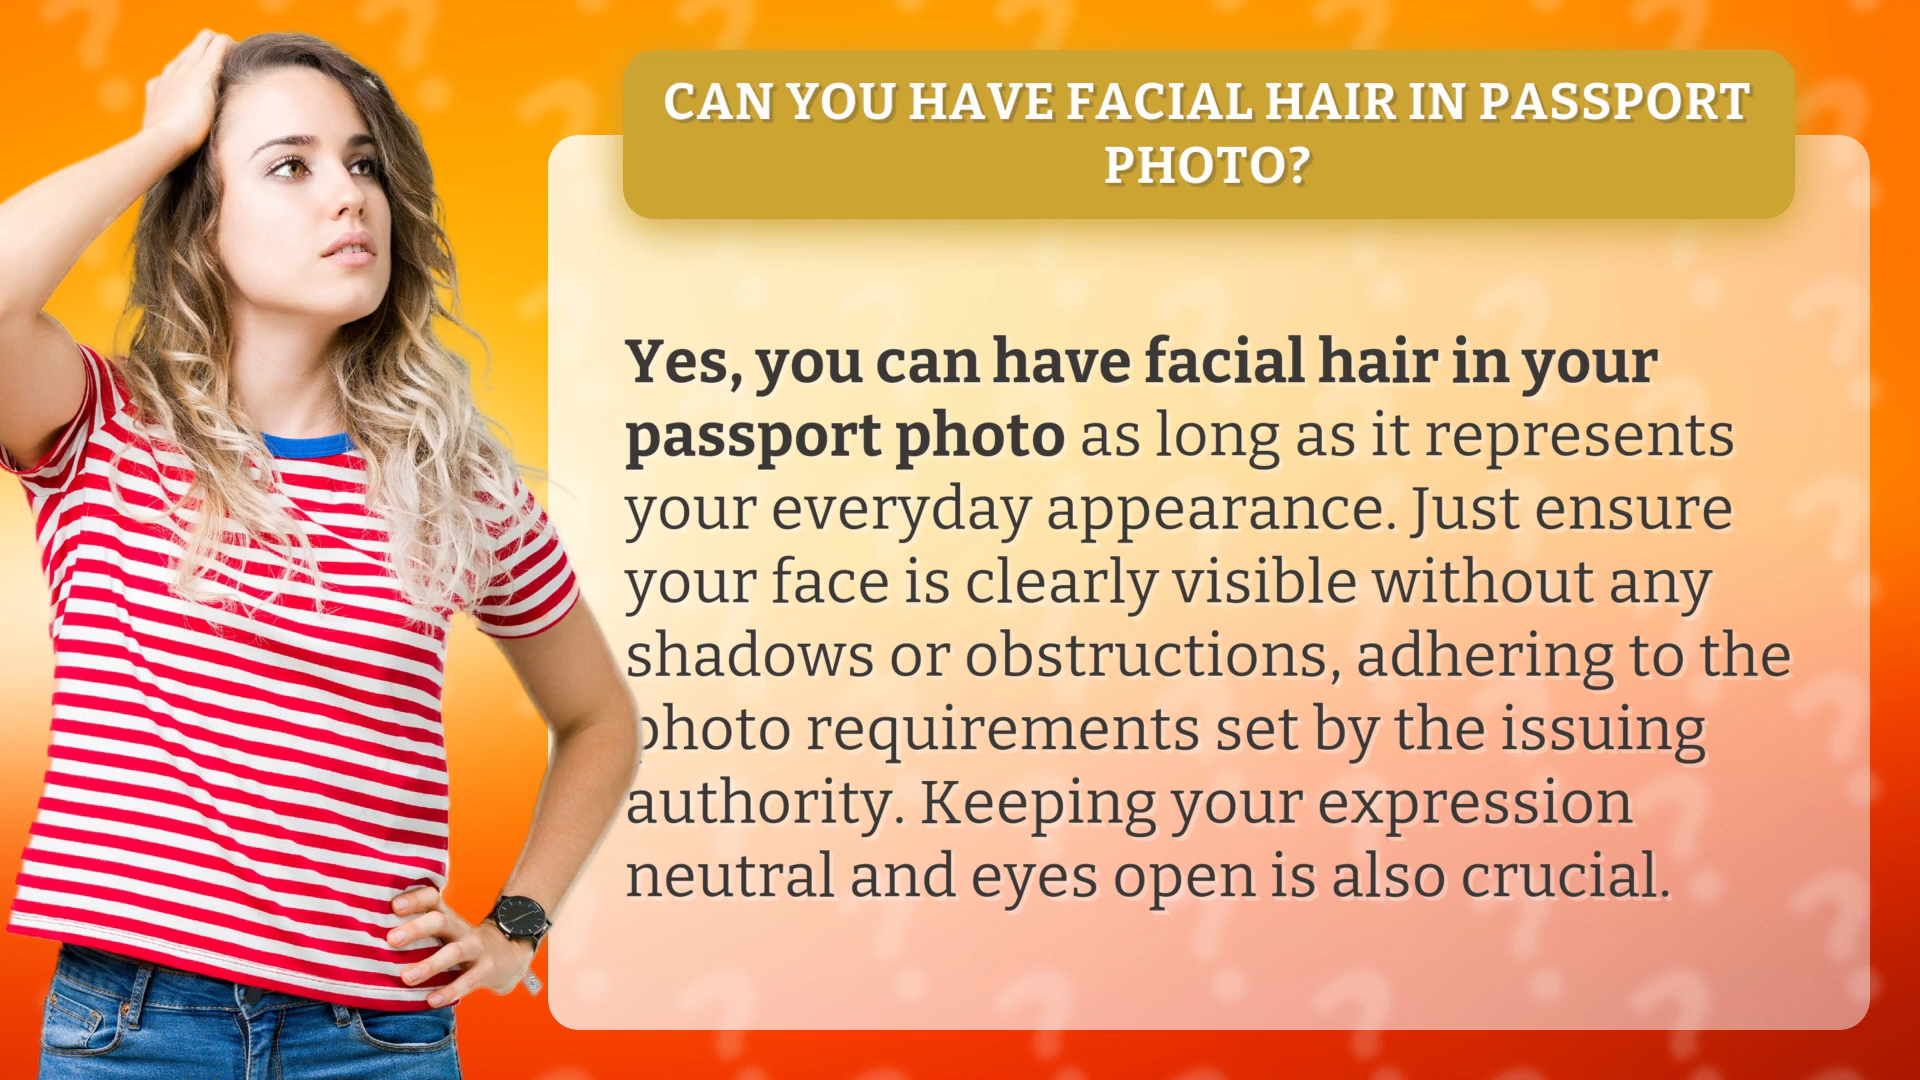 CAN YOU HAVE FACIAL HAIR IN PASSPORT
PHOTO?
Yes, you can have facial hair in your
passport photo as long as it represents
your everyday appearance. Just ensure
your face is clearly visible without any
shadows or obstructions, adhering to the
photo requirements set by the issuing
authority. Keeping your expression
neutral and eyes open is also crucial.